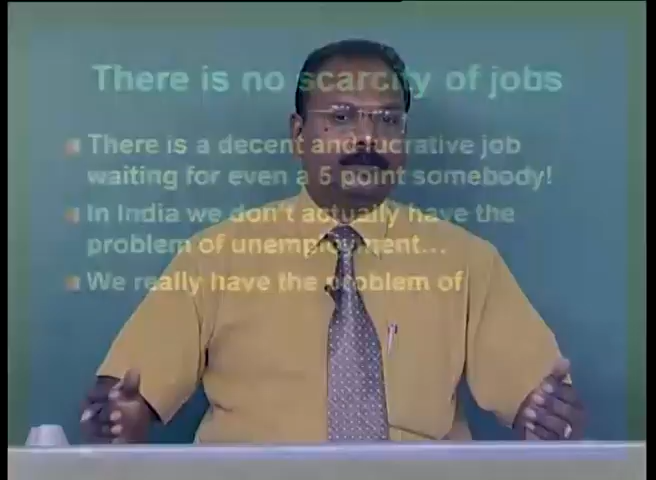 There is no scarcity of jobs
There is a decent and lucrative job
waiting for even a 5 point somebody!
In India we don't actually have the
problem of unemployment...
We really have the problem of